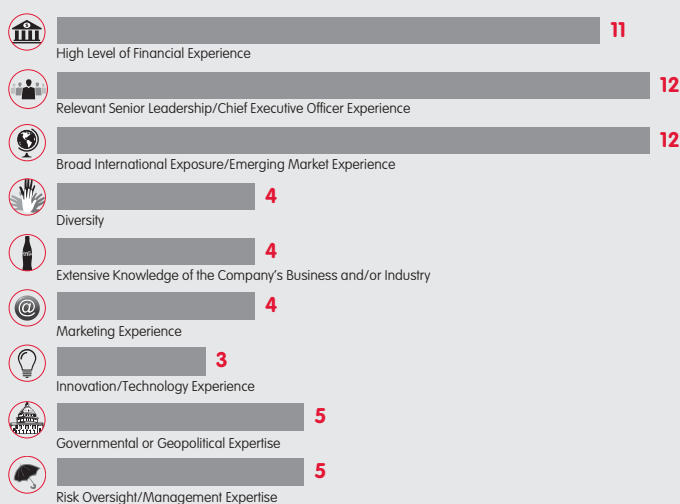 11
High Level of Financial Experience
12
Relevant Senior Leadership/Chief Executive Officer Experience
12
Broad International Exposure/Emerging Market Experience
4
Diversity
4
Extensive Knowledge of the Company's Business and/or Industry
@
4
Marketing Experience
3
Innovation/Technology Experience
5
Governmental or Geopolitical Expertise
5
Risk Oversight/Management Expertise